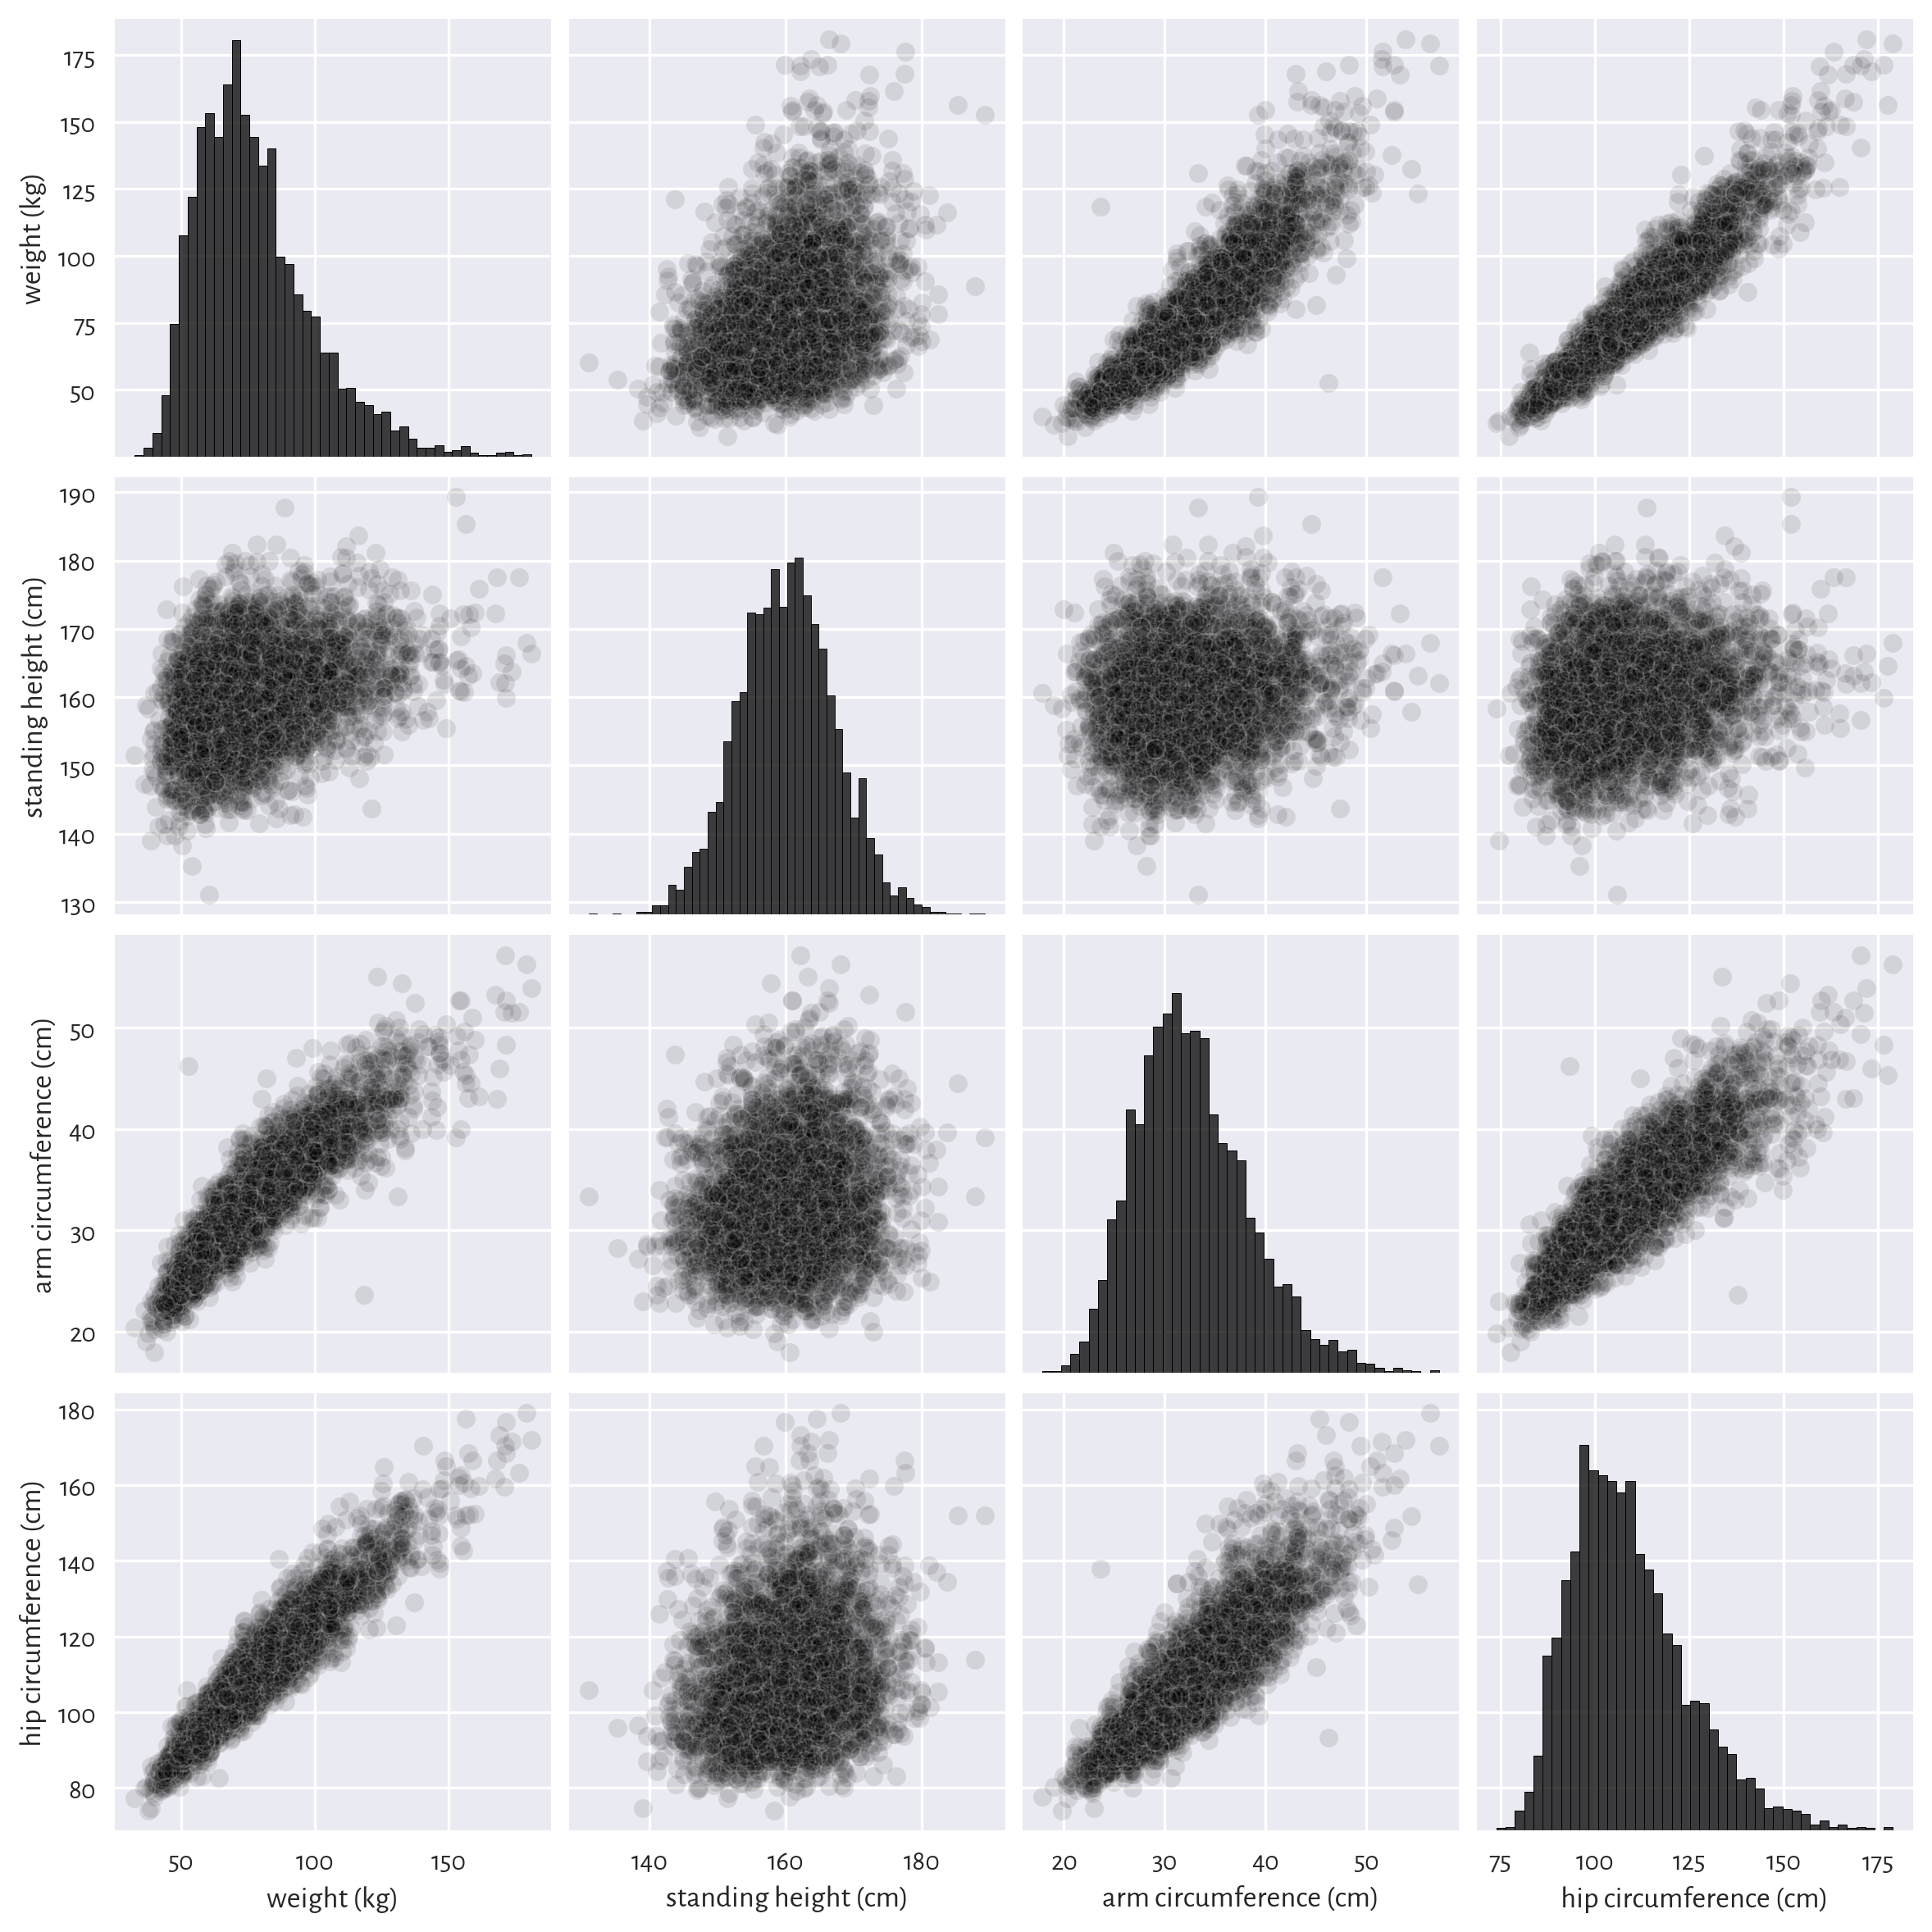 weight (kg)
175
150
125
100
75
50
standing height (cm)
190
180
170
160
150
140
130
arm circumference (cm)
50
40
30
20
hip circumference (cm)
180
160
140
120
100
80
50 100 150
140 160 180
20 30 40 50
75 100 125 150 175
weight (kg)
standing height (cm)
arm circumference (cm)
hip circumference (cm)